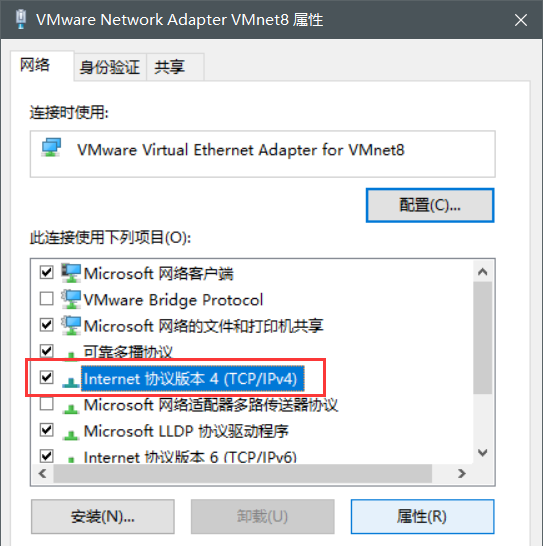 VMware Network Adapter VMnet8 属性
网络 身份验证 共享
连接时使用:
VMware Virtual Ethernet Adapter for VMnet8
配置(C)...
此连接使用下列项目(O):
Microsoft 网络客户端
VMware Bridge Protocol
Microsoft 网络的文件和打印机共享
可靠多播协议
Internet 协议版本 4 (TCP/IPv4)
Microsoft 网络适配器多路传送器协议
Microsoft LLDP 协议驱动程序
Internet 协议版本 6 (TCP/IPv6)
安装(N)... 卸载(U) 属性(R)